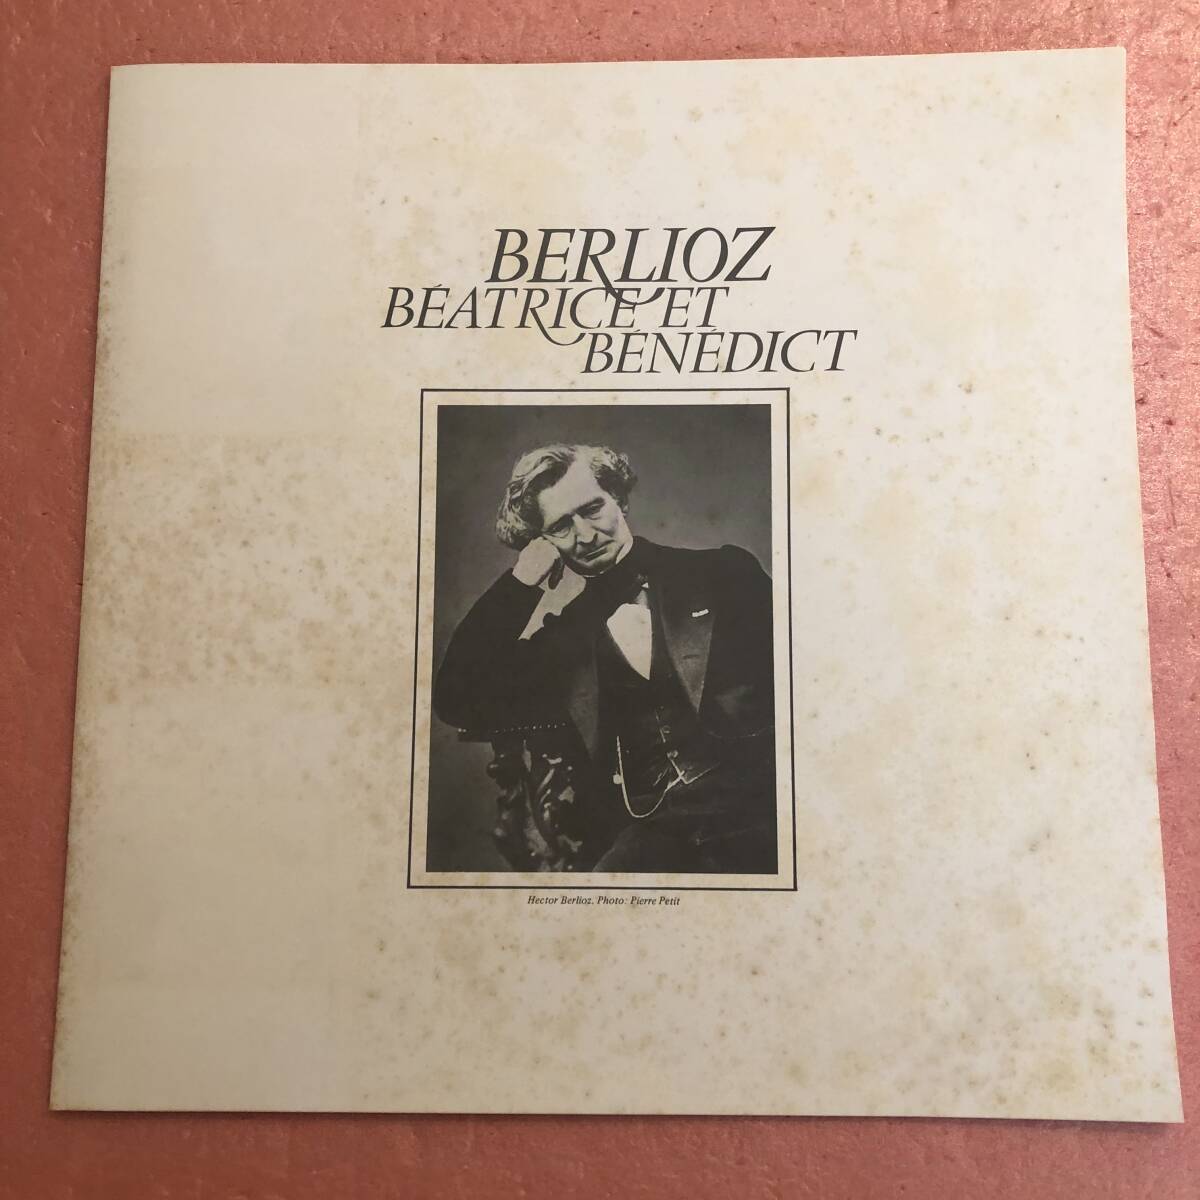 BERLIOZ
BÉATRICE ET
BÉNÉDICT
Hector Berlioz. Photo: Pierre Petit